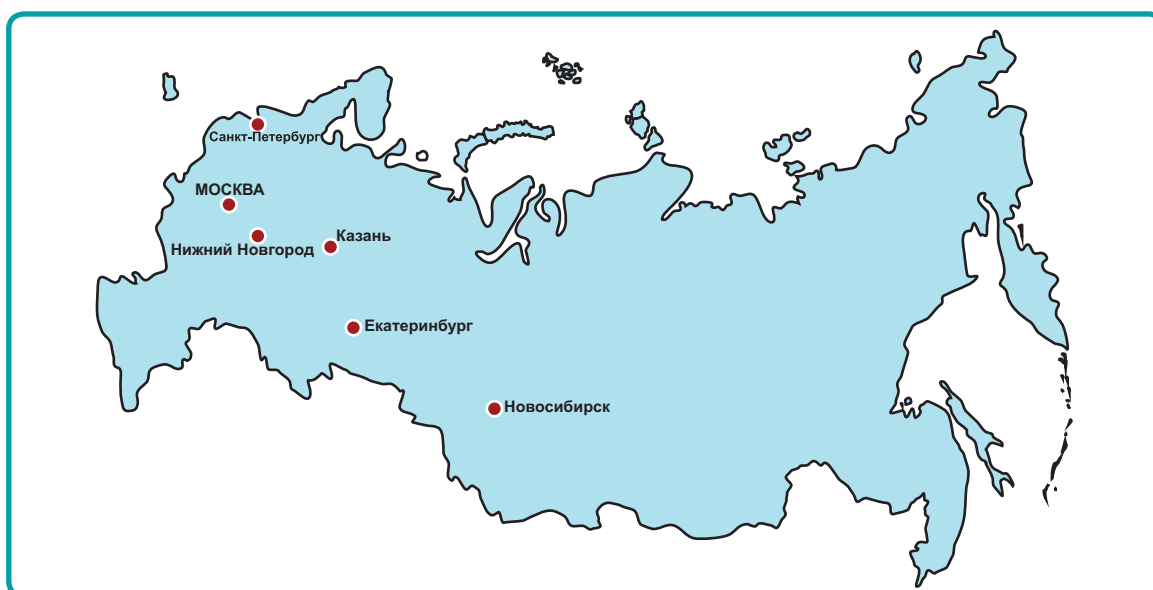 Санкт-Петербург
МОСКВА
Нижний Новгород
Казань
Екатеринбург
Новосибирск